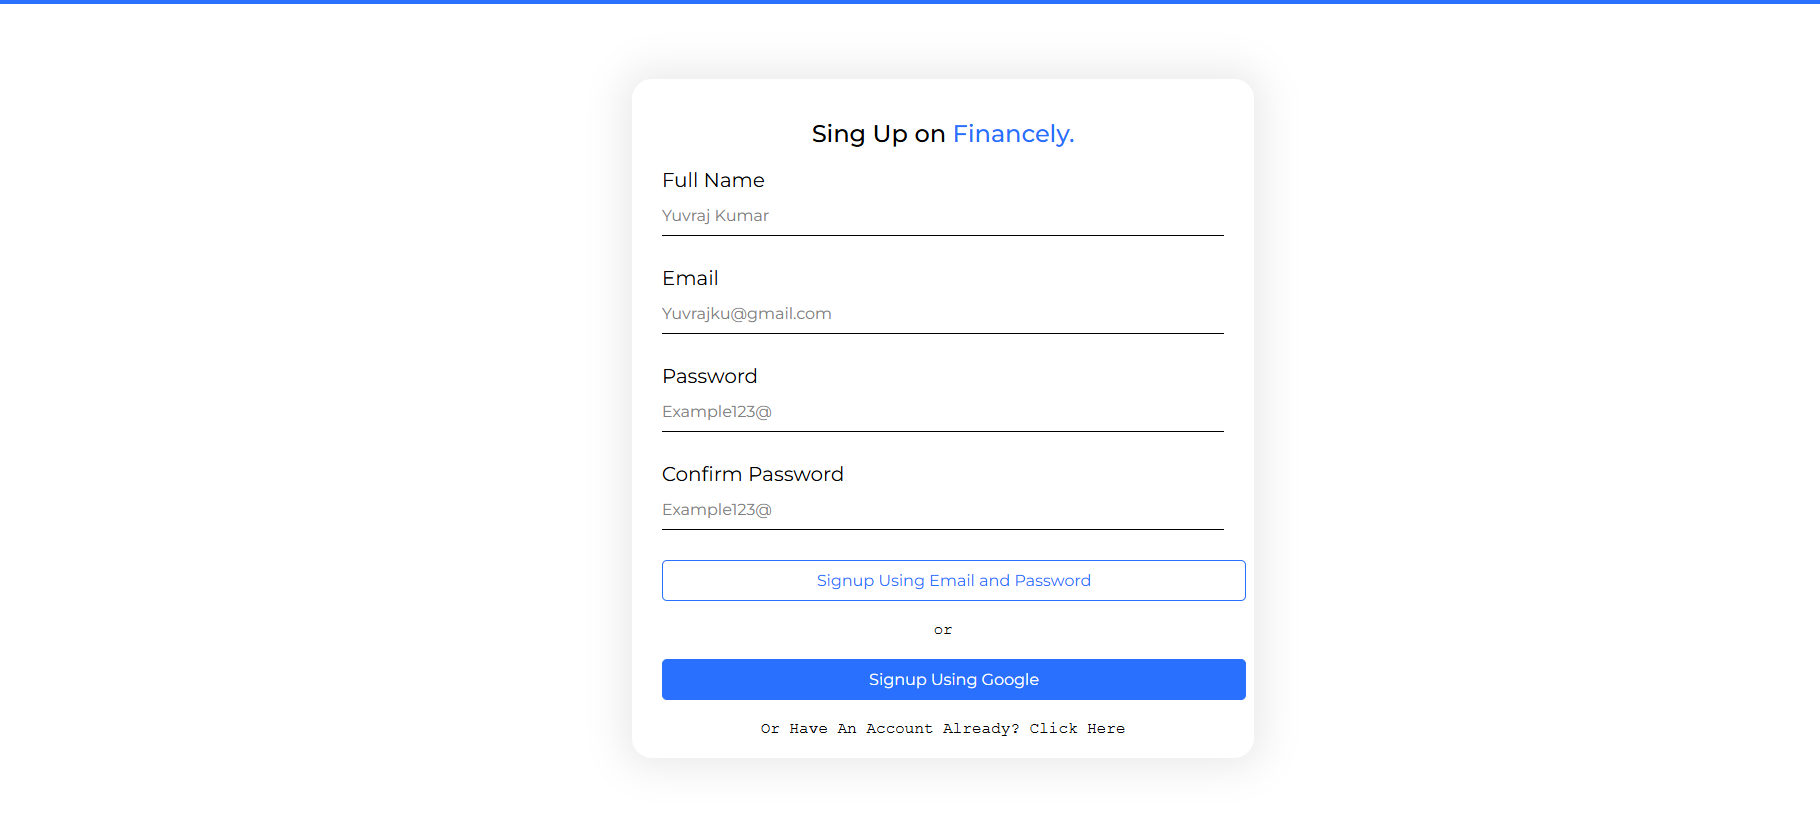 Sing Up on Financely.
Full Name
Yuvraj Kumar
Email
Yuvrajku@gmail.com
Password
Example123@
Confirm Password
Example123@
Signup Using Email and Password
or
Signup Using Google
Or Have An Account Already? Click Here